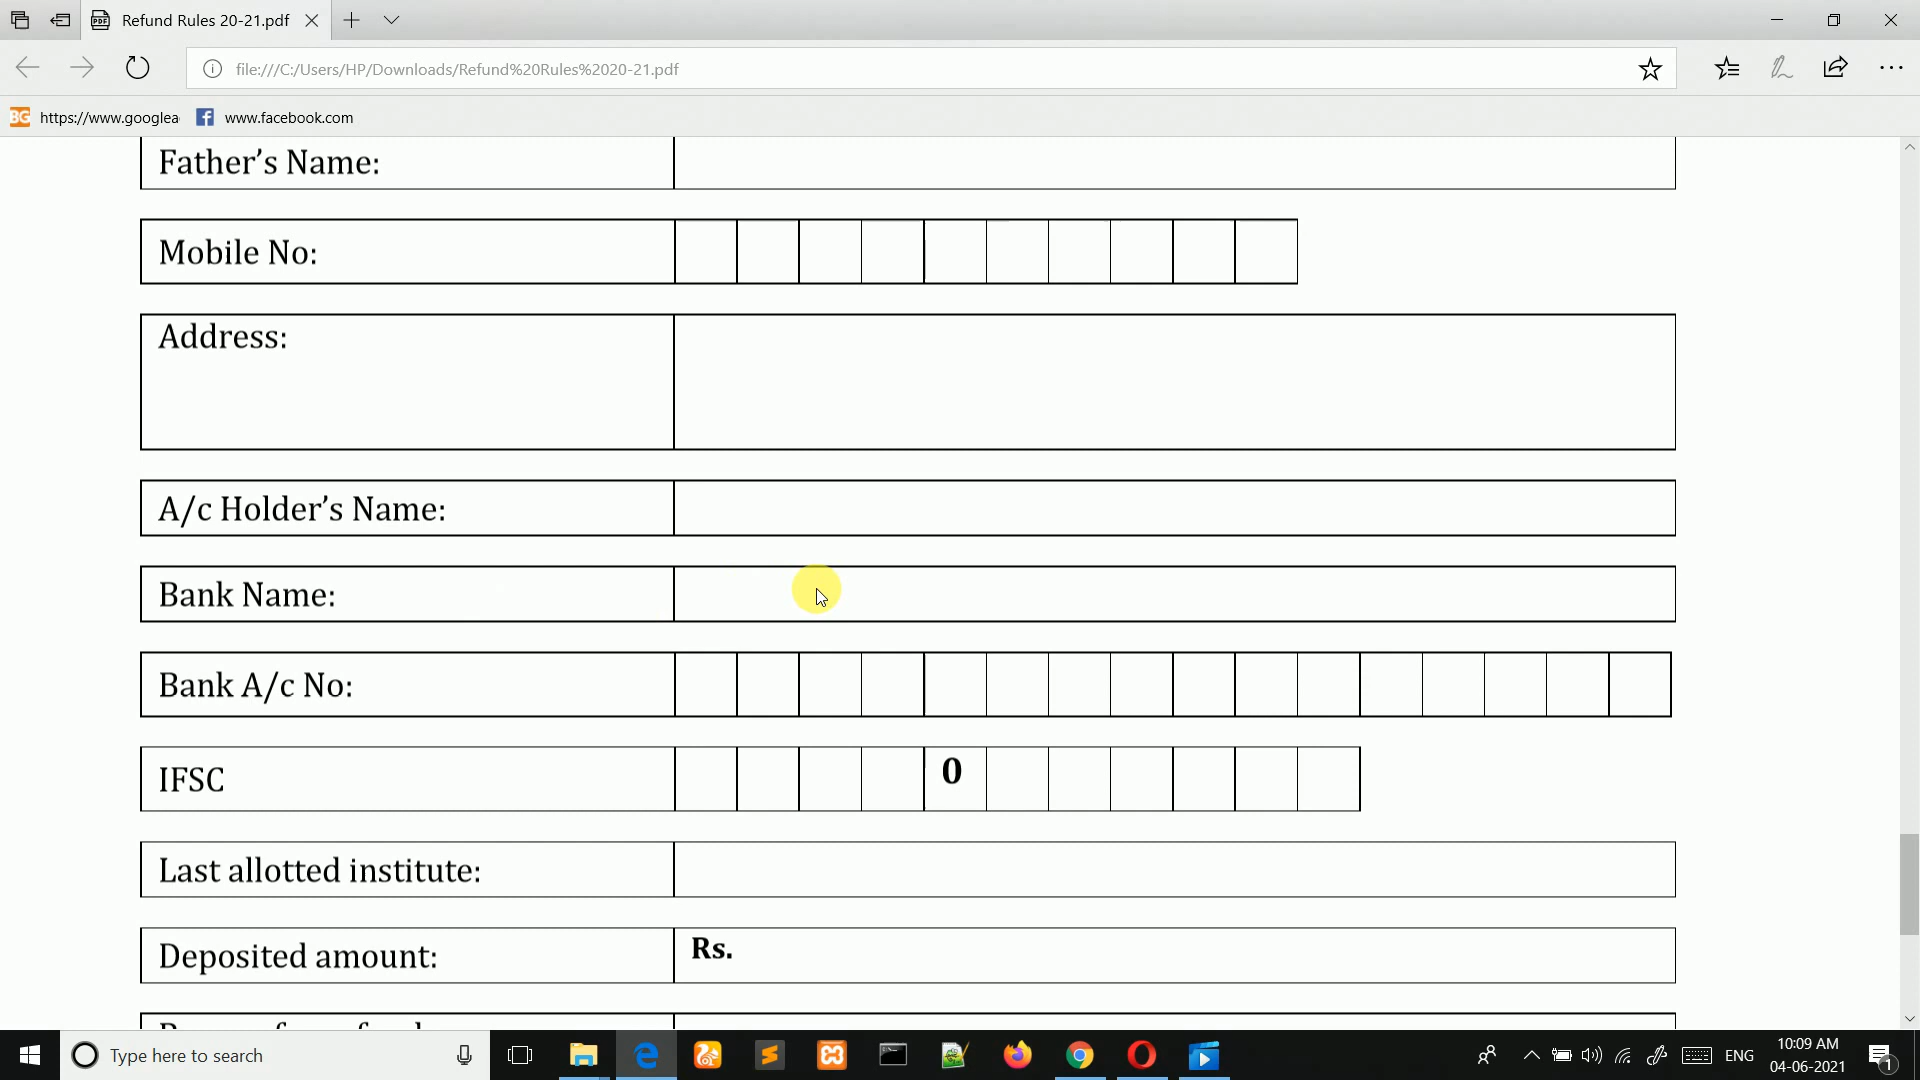 Refund Rules 20-21.pdf
file:///C:/Users/HP/Downloads/Refund%20Rules%2020-21.pdf
BG https://www.googlea www.facebook.com
Father's Name:
Mobile No:
Address:
A/c Holder's Name:
Bank Name:
Bank A/c No:
IFSC 0
Last allotted institute:
Deposited amount: Rs.
Type here to search
ENG
10:09 AM
04-06-2021
1